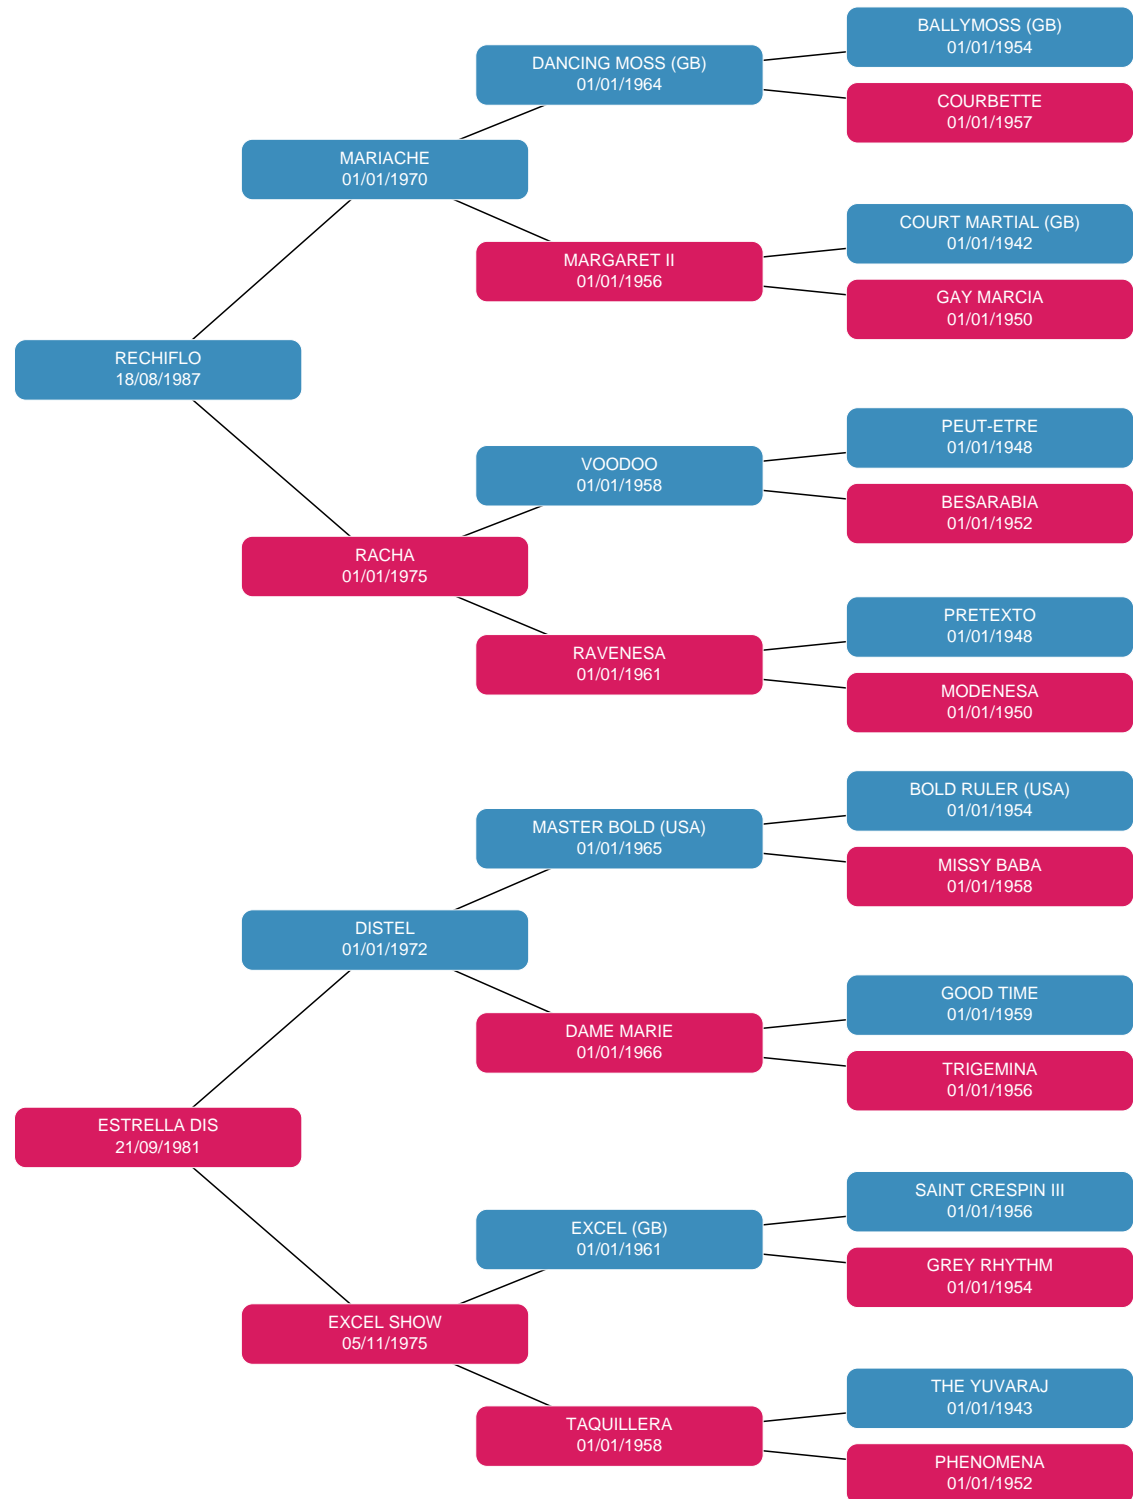 BALLYMOSS (GB)
01/01/1954
DANCING MOSS (GB)
01/01/1964
COURBETTE
01/01/1957
MARIACHE
01/01/1970
COURT MARTIAL (GB)
01/01/1942
MARGARET II
01/01/1956
GAY MARCIA
01/01/1950
RECHIFLO
18/08/1987
PEUT-ETRE
01/01/1948
VOODOO
01/01/1958
BESARABIA
01/01/1952
RACHA
01/01/1975
PRETEXTO
01/01/1948
RAVENESA
01/01/1961
MODENESA
01/01/1950
BOLD RULER (USA)
01/01/1954
MASTER BOLD (USA)
01/01/1965
MISSY BABA
01/01/1958
DISTEL
01/01/1972
GOOD TIME
01/01/1959
DAME MARIE
01/01/1966
TRIGEMINA
01/01/1956
ESTRELLA DIS
21/09/1981
SAINT CRESPIN III
01/01/1956
EXCEL (GB)
01/01/1961
GREY RHYTHM
01/01/1954
EXCEL SHOW
05/11/1975
THE YUVARAJ
01/01/1943
TAQUILLERA
01/01/1958
PHENOMENA
01/01/1952